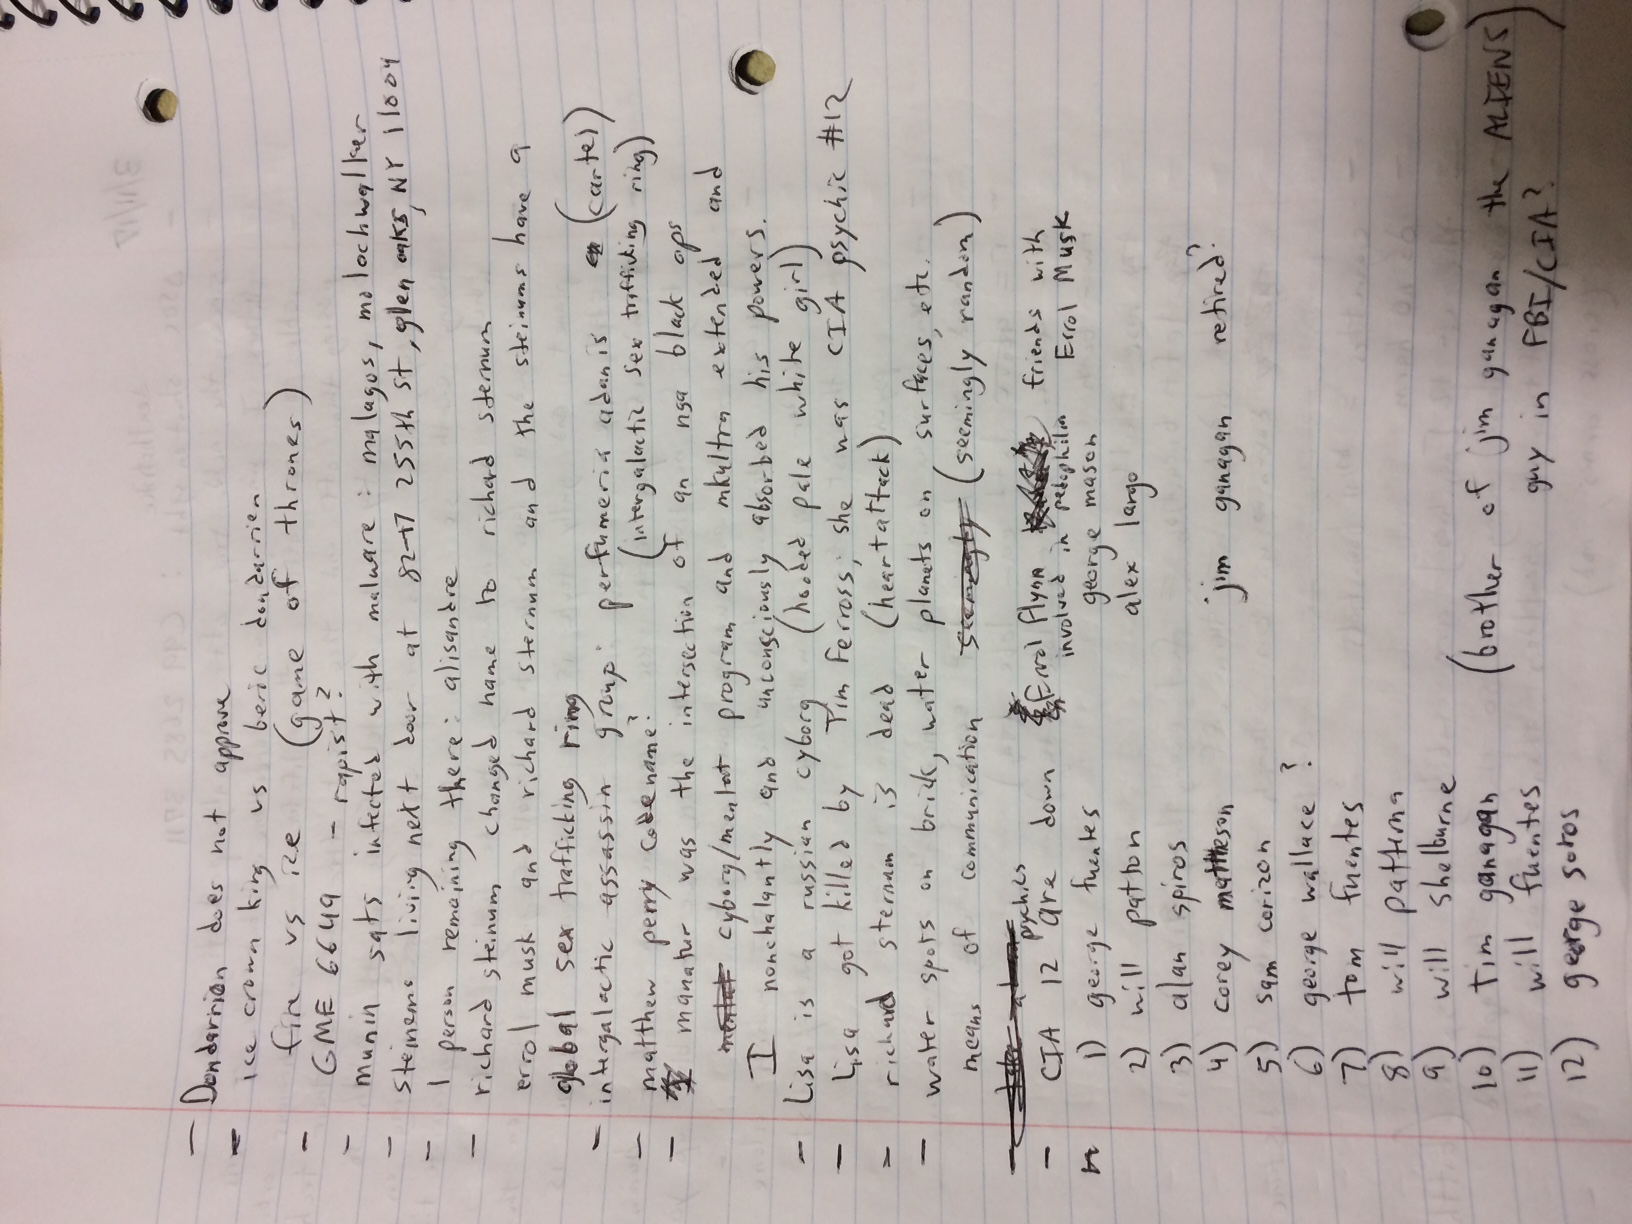 - Dondarrion does not approve
- ice crown king vs beric dondarrien
fire vs ice (game of thrones)
- GME 6649 - rapist?
- munin sats infected with malware : malagos, molochwalker
- steinems living next door at 82-17 255th st, glen oaks, NY 11004
- 1 person remaining there : alisandre
- richard steinum changed name to richard sternum
errol musk and richard sternum and the steinums have a
global sex trafficking ring
- intergalactic assassin group : perfumeria adanis (cartel)
- matthew perry codename? (intergalactic sex trafficking ring)
- manatur was the intersection of an nsa black ops
cyborg/mentat program and mkultra extended and
I nonchalantly and unconsciously absorbed his powers.
- Lisa is a russian cyborg (hooded pale white girl)
- Lisa got killed by Tim Ferross; she was CIA psychic #12
- richard sternum is dead (heartattack)
- water spots on brick, water planets on surfaces, etc.
means of communication seemingly (seemingly random)
psychics
- CIA 12 are down Errol Flynn friends with
involved in pedophilia Errol Musk
1) george fuentes george mason
2) will patton alex largo
3) alan spiros
4) corey mattheson jim ganagan retired?
5) sam corizon
6) george wallace ?
7) tom fuentes
8) will patterna
9) will shelburne
10) Tim ganagan (brother of jim ganagan the ALIENS
11) will fuentes guy in FBI/CIA? )
12) george soros